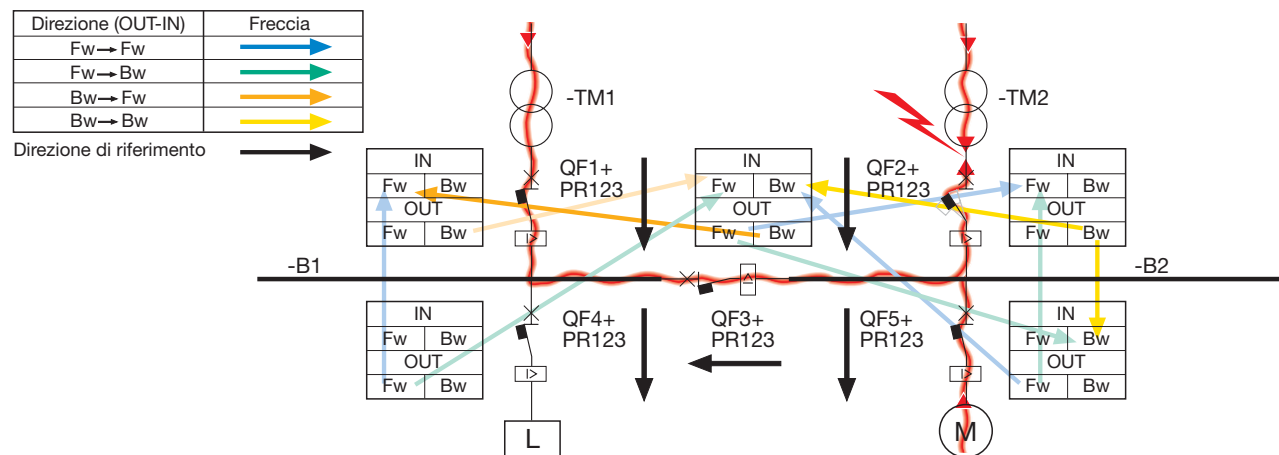 Direzione (OUT-IN) Freccia
Fw→Fw
Fw→Bw
Bw→Fw
Bw→Bw
Direzione di riferimento
-TM1
-TM2
IN
Fw Bw
OUT
Fw Bw
QF1+
PR123
IN
Fw Bw
OUT
Fw Bw
QF2+
PR123
IN
Fw Bw
OUT
Fw Bw
-B1
-B2
IN
Fw Bw
OUT
Fw Bw
QF4+
PR123
QF3+
PR123
QF5+
PR123
IN
Fw Bw
OUT
Fw Bw
L
M